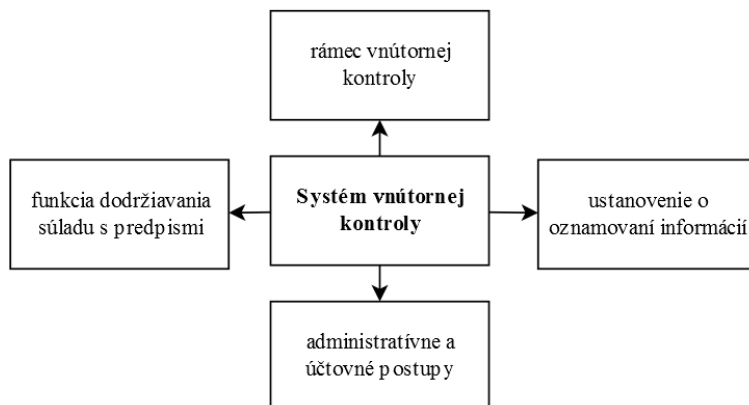 rámec vnútornej
kontroly
funkcia dodržiavania
súladu s predpismi
Systém vnútornej
kontroly
ustanovenie o
oznamovaní informácií
administratívne a
účtovné postupy